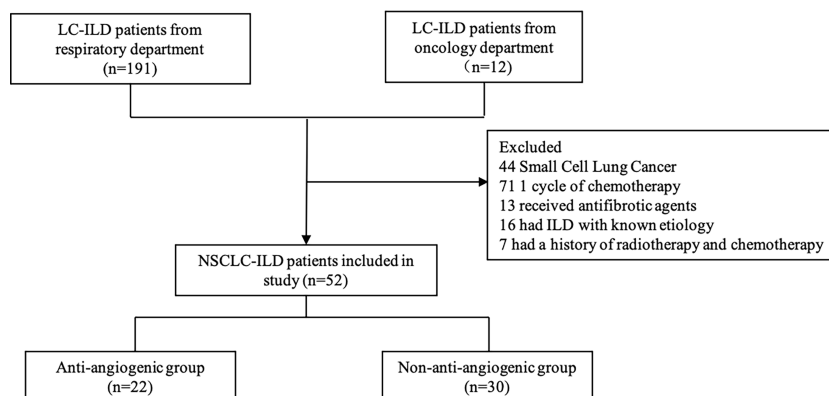 LC-ILD patients from
respiratory department
(n=191)
LC-ILD patients from
oncology department
（n=12)
Excluded
44 Small Cell Lung Cancer
71 1 cycle of chemotherapy
13 received antifibrotic agents
16 had ILD with known etiology
7 had a history of radiotherapy and chemotherapy
NSCLC-ILD patients included in
study (n=52)
Anti-angiogenic group
(n=22)
Non-anti-angiogenic group
(n=30)